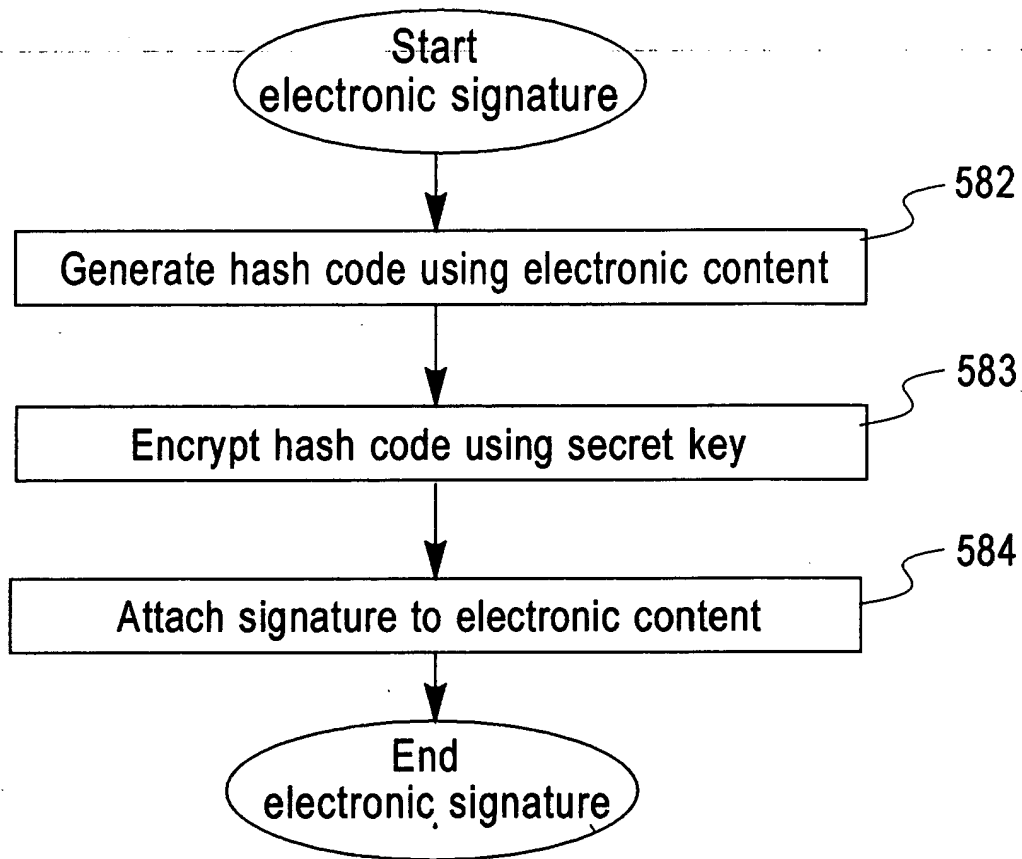 Start
electronic signature
582
Generate hash code using electronic content
583
Encrypt hash code using secret key
584
Attach signature to electronic content
End
electronic signature